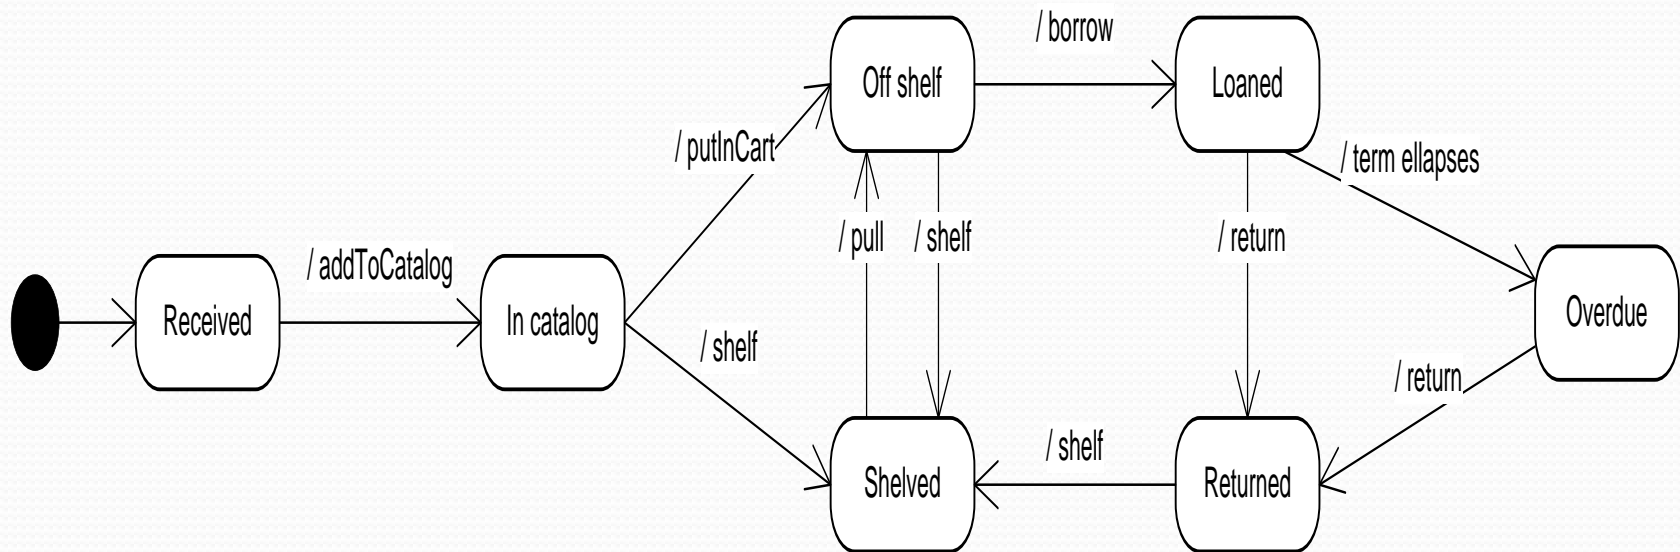 / borrow
Off shelf
Loaned
/ putInCart
/ term ellapses
/ pull
/ shelf
/ return
/ addToCatalog
Received
In catalog
Overdue
/ shelf
/ return
/ shelf
Shelved
Returned